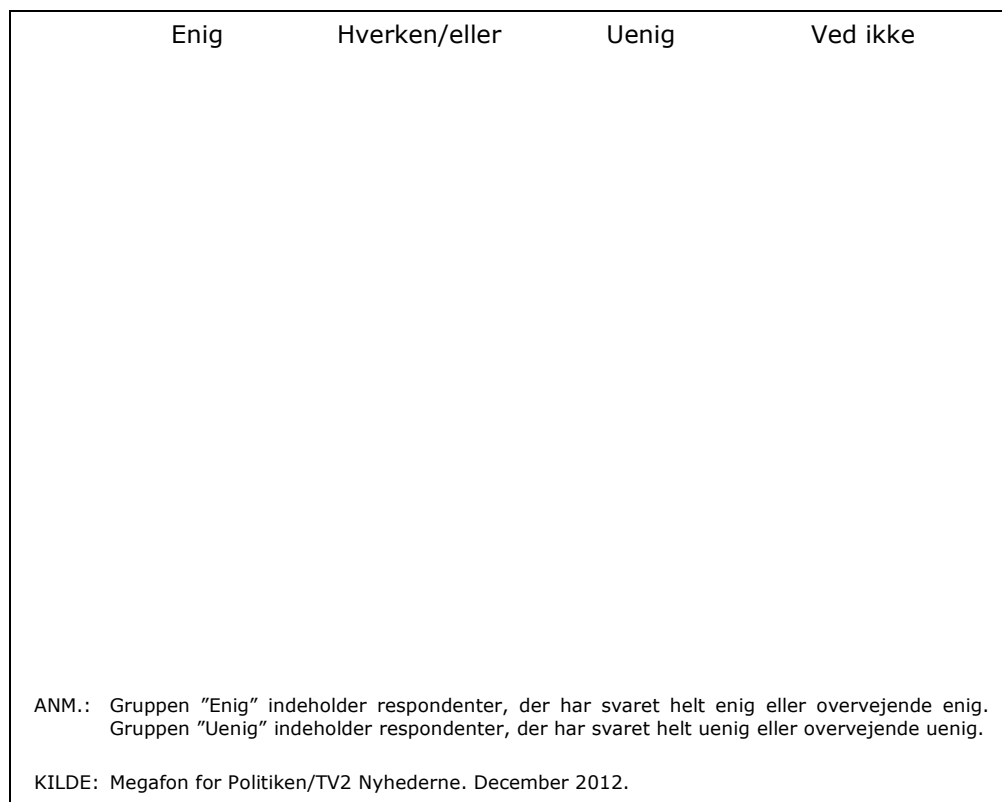 Enig Hverken/eller Uenig Ved ikke
ANM.: Gruppen ”Enig” indeholder respondenter, der har svaret helt enig eller overvejende enig.
Gruppen ”Uenig” indeholder respondenter, der har svaret helt uenig eller overvejende uenig.
KILDE: Megafon for Politiken/TV2 Nyhederne. December 2012.